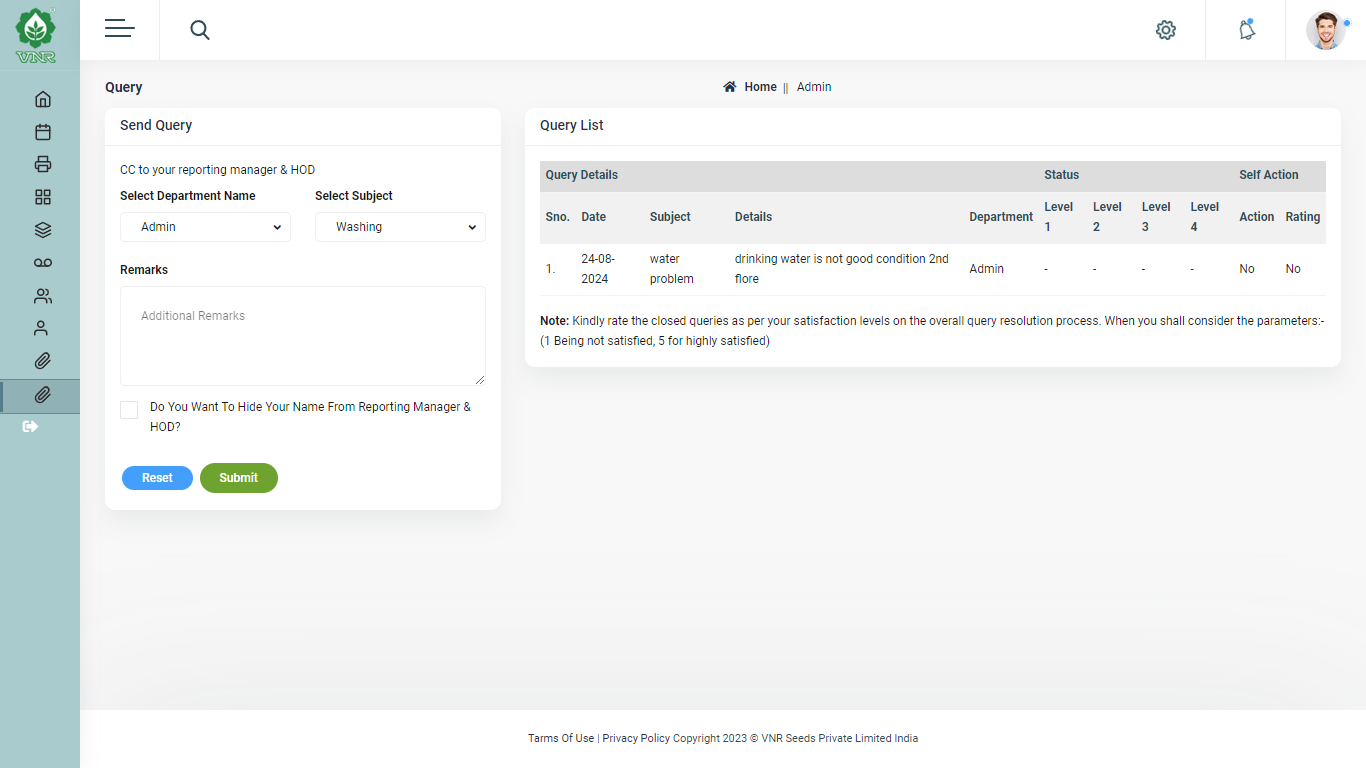 VNR
Query
Home || Admin
Send Query
CC to your reporting manager & HOD
Select Department Name
Select Subject
Admin
Washing
Remarks
Additional Remarks
Do You Want To Hide Your Name From Reporting Manager &
HOD?
Reset
Submit
Query List
Query Details Status Self Action
Sno. Date Subject Details Department Level 1 Level 2 Level 3 Level 4 Action Rating
1. 24-08-2024 water problem drinking water is not good condition 2nd flore Admin - - - - No No
Note: Kindly rate the closed queries as per your satisfaction levels on the overall query resolution process. When you shall consider the parameters:-
(1 Being not satisfied, 5 for highly satisfied)
Tarms Of Use | Privacy Policy Copyright 2023 © VNR Seeds Private Limited India